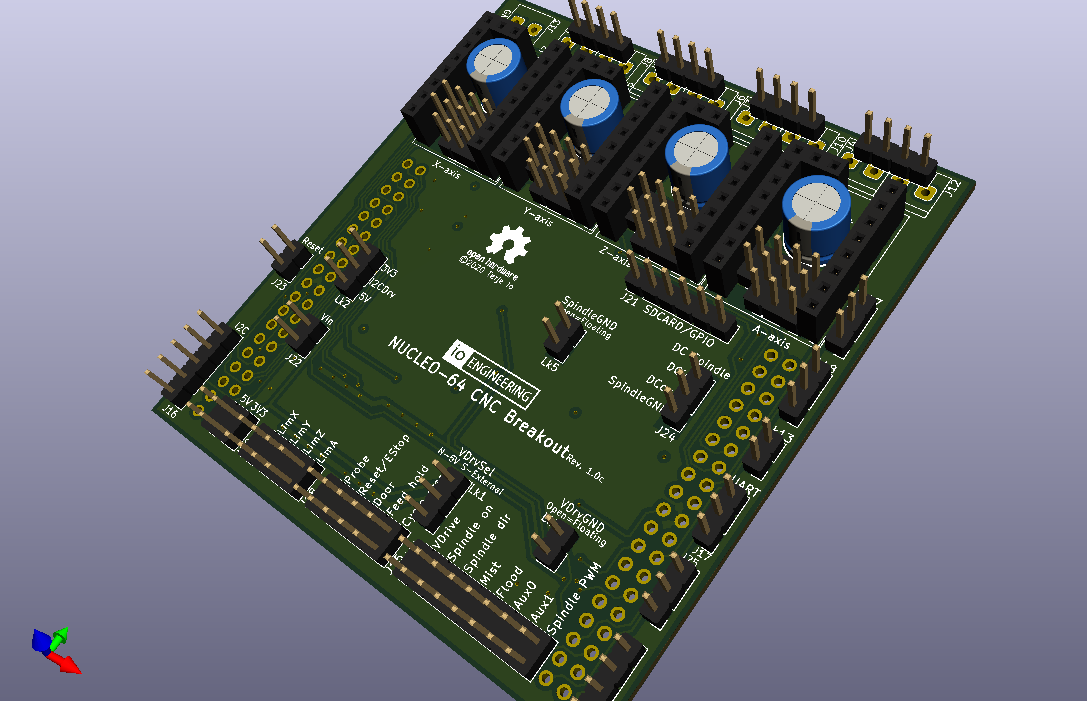 J12
X-axis
Y-axis
Z-axis
A-axis
open hardware
©2020 Terje Io
Reset
J23
3V3
I2CDrv
5V
Lk2
Vin
J22
I2C
J16
J21 SDCARD/GPIO
SpindleGND
Open=Floating
Lk5
DC Spindle
SpindleGND
J24
io ENGINEERING
NUCLEO-64 CNC Breakout Rev. 1.0c
5V
3V3
LimX
LimY
LimZ
LimA
Probe
Reset/EStop
Door
Feed hold
VDrvSel
N-5V S-External
Lk1
VDrive
Spindle on
Spindle dir
Mist
Flood
Aux0
Aux1
Spindle PWM
VDrvGND
Open=Floating
UART